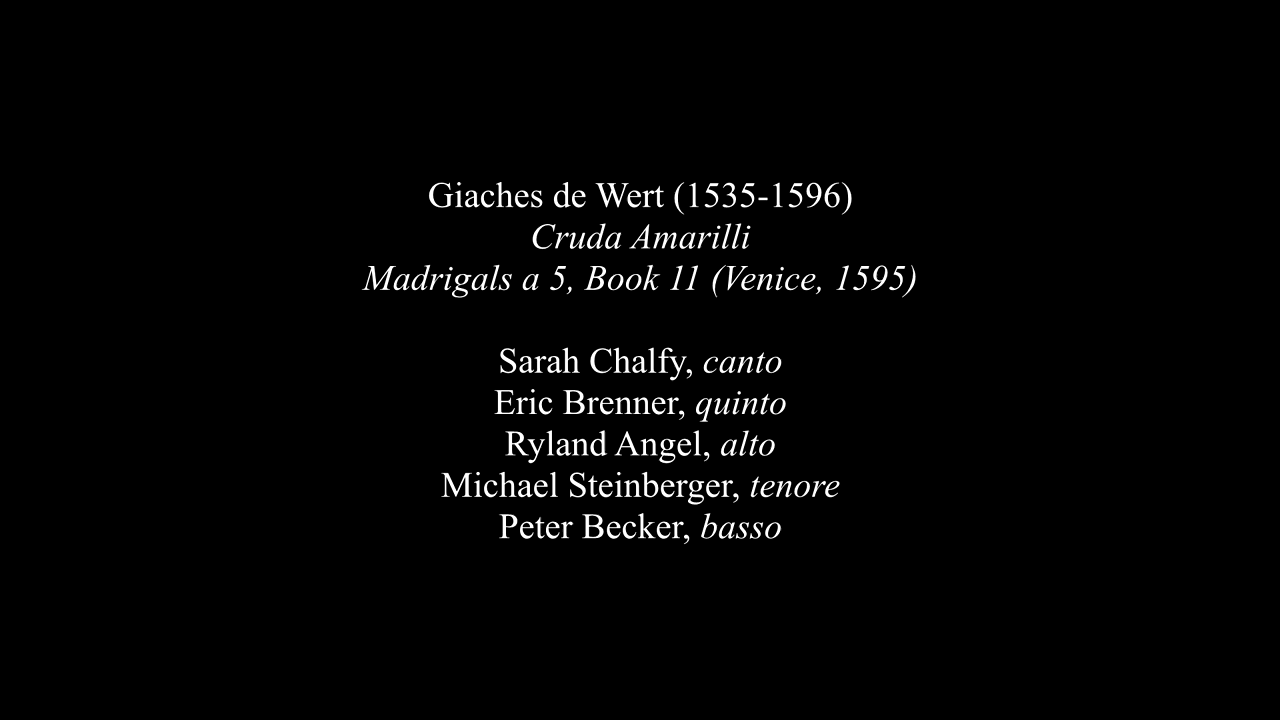 Giaches de Wert (1535-1596)
Cruda Amarilli
Madrigals a 5, Book 11 (Venice, 1595)
Sarah Chalfy, canto
Eric Brenner, quinto
Ryland Angel, alto
Michael Steinberger, tenore
Peter Becker, basso